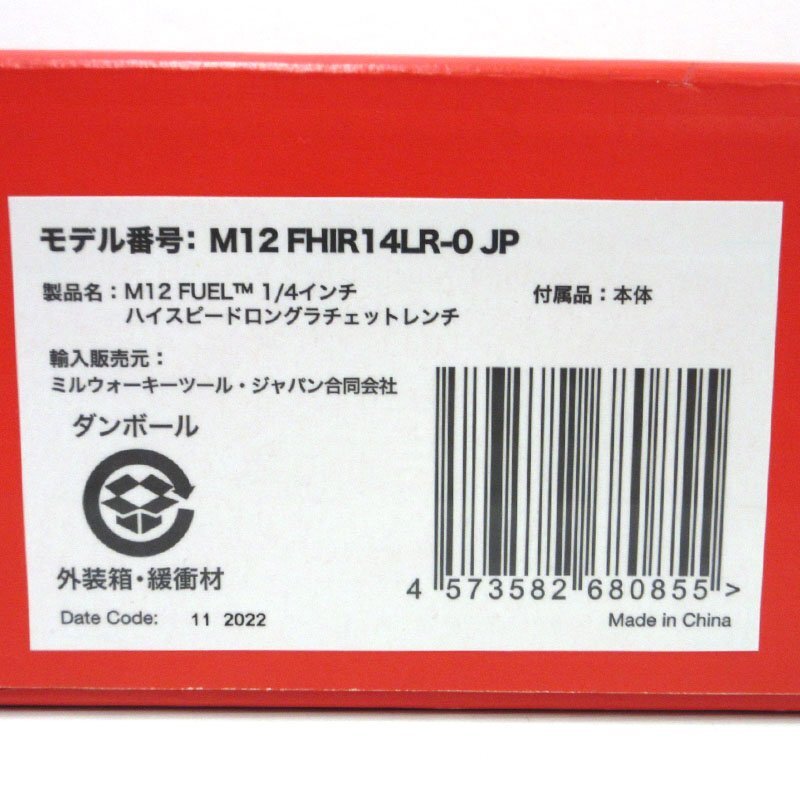 モデル番号: M12 FHIR14LR-0 JP
製品名：M12 FUEL™ 1/4インチ
ハイスピードロングラチェットレンチ
付属品：本体
輸入販売元：
ミルウォーキーツール・ジャパン合同会社
ダンボール
外装箱・緩衝材
Date Code: 11 2022
4 573582 680855 >
Made in China